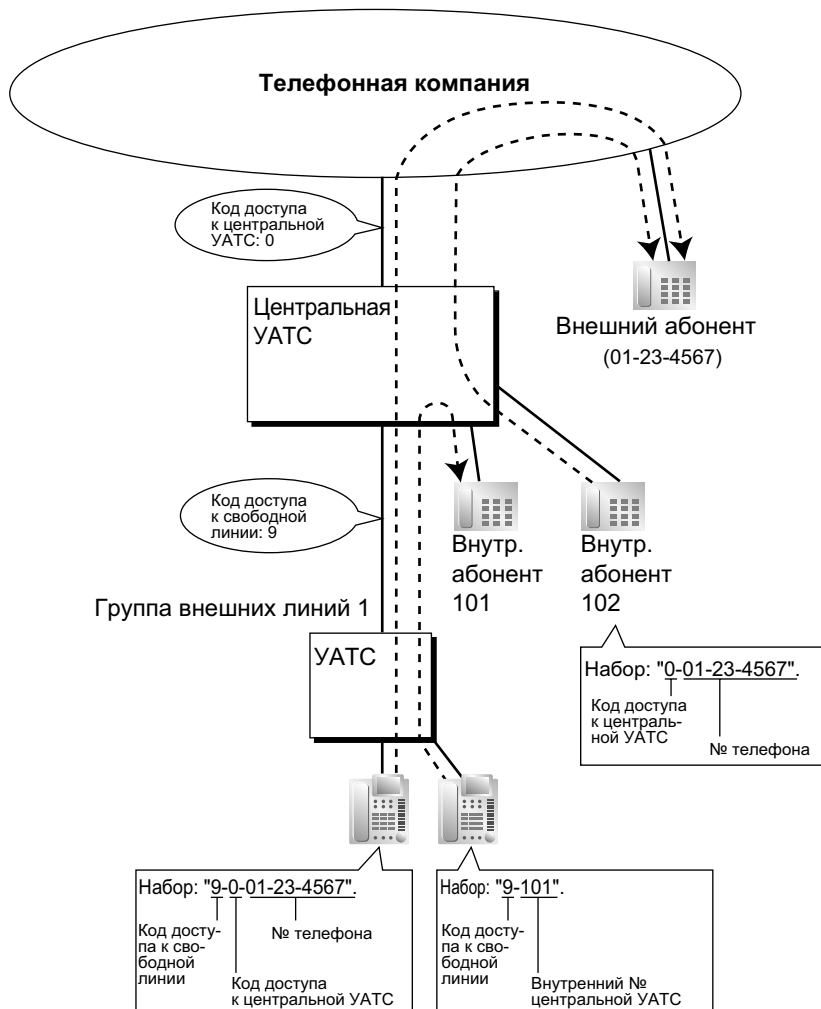 Телефонная компания
Код доступа
к центральной
УАТС: 0
Центральная
УАТС
Внешний абонент
(01-23-4567)
Код доступа
к свободной
линии: 9
Внутр.
абонент
101
Внутр.
абонент
102
Группа внешних линий 1
УАТС
Набор: "0-01-23-4567".
Код доступа
к централь-
ной УАТС
№ телефона
Набор: "9-0-01-23-4567".
Код досту-
па к сво-
бодной
линии
№ телефона
Код доступа
к центральной УАТС
Набор: "9-101".
Код досту-
па к сво-
бодной
линии
Внутренний №
центральной УАТС